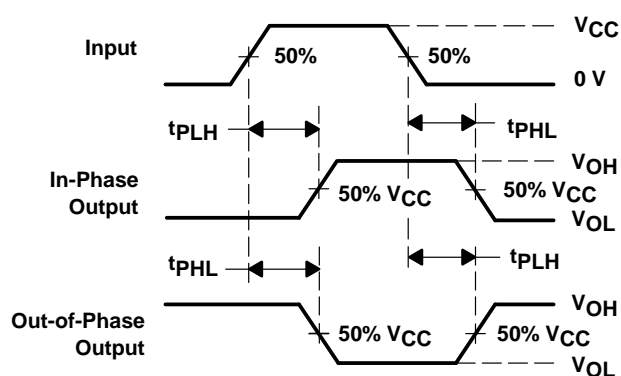 VCC
Input 50% 50%
0 V
tPLH tPHL
VOH
In-Phase
Output
50% VCC 50% VCC
VOL
tPHL tPLH
VOH
Out-of-Phase
Output
50% VCC 50% VCC
VOL